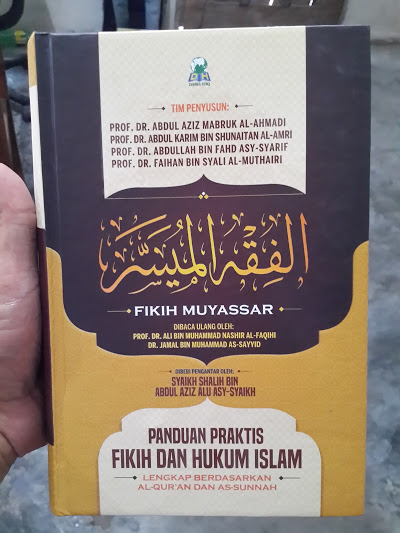 DARUL HAQ
TIM PENYUSUN:
PROF. DR. ABDUL AZIZ MABRUK AL-AHMADI
PROF. DR. ABDUL KARIM BIN SHUNAITAN AL-AMRI
PROF. DR. ABDULLAH BIN FAHD ASY-SYARIF
PROF. DR. FAIHAN BIN SYALI AL-MUTHAIRI
الفقه الميسر
FIKIH MUYASSAR
DIBACA ULANG OLEH:
PROF. DR. ALI BIN MUHAMMAD NASHIR AL-FAQIHI
DR. JAMAL BIN MUHAMMAD AS-SAYYID
DIBERI PENGANTAR OLEH:
SYAIKH SHALIH BIN
ABDUL AZIZ ALU ASY-SYAIKH
PANDUAN PRAKTIS
FIKIH DAN HUKUM ISLAM
LENGKAP BERDASARKAN
AL-QUR'AN DAN AS-SUNNAH